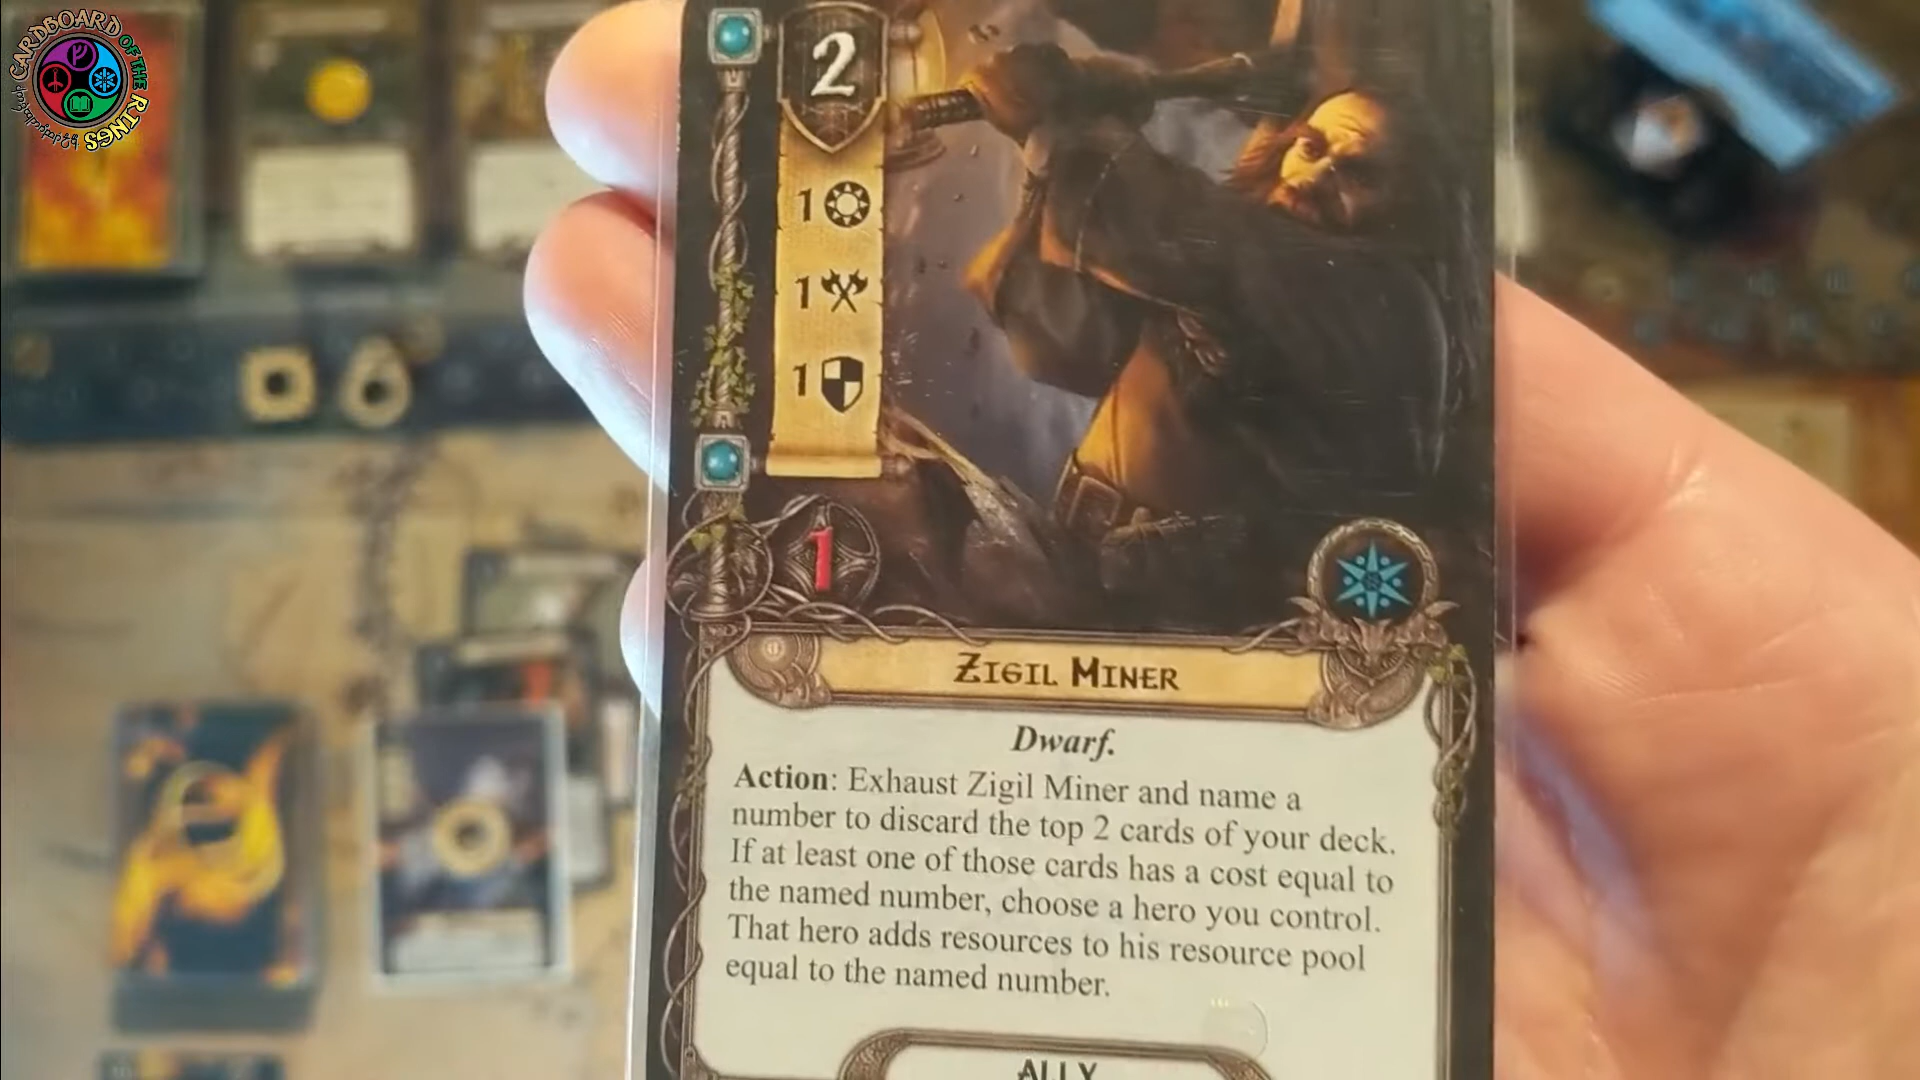 CARDBOARD OF THE RINGS
2
1
1
1
1
ZIGIL MINER
Dwarf.
Action: Exhaust Zigil Miner and name a
number to discard the top 2 cards of your deck.
If at least one of those cards has a cost equal to
the named number, choose a hero you control.
That hero adds resources to his resource pool
equal to the named number.
ALLY